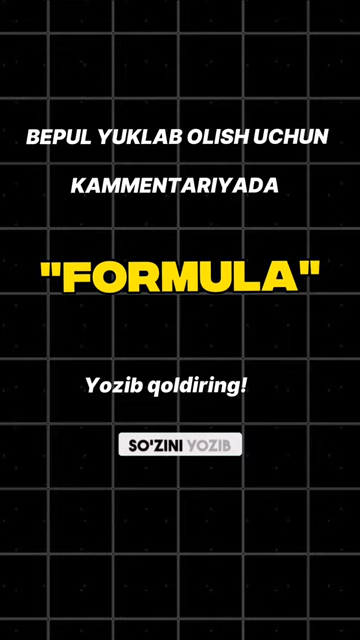 BEPUL YUKLAB OLISH UCHUN
KAMMENTARIYADA
"FORMULA"
Yozib qoldiring!
SO'ZINI YOZIB